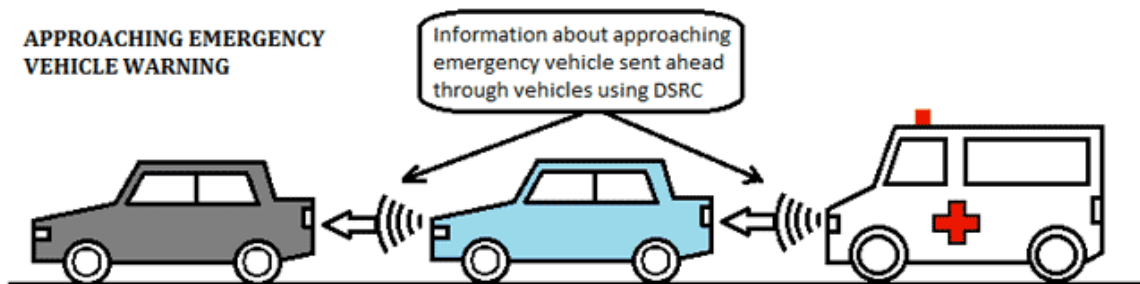 APPROACHING EMERGENCY
VEHICLE WARNING
Information about approaching
emergency vehicle sent ahead
through vehicles using DSRC